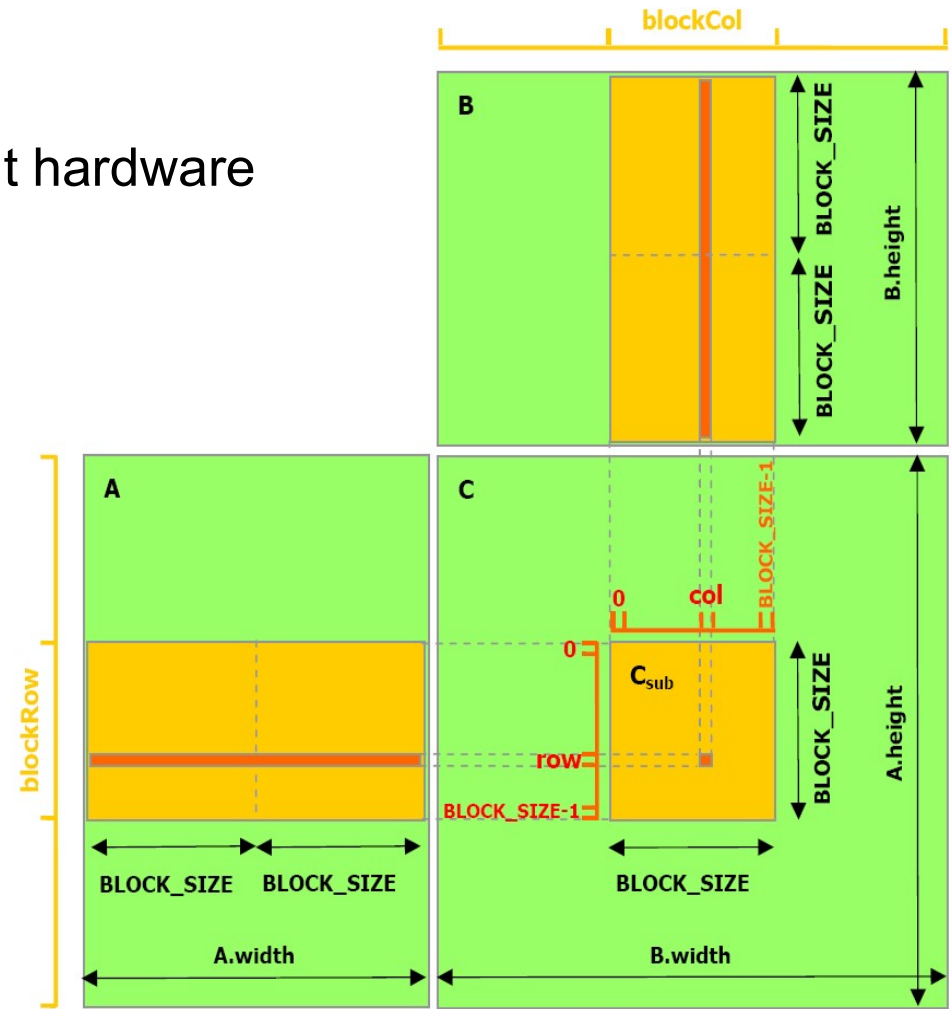 blockCol
t hardware
B
BLOCK_SIZE
BLOCK_SIZE
B.height
A
C
BLOCK_SIZE-1
0
col
0
C_sub
row
BLOCK_SIZE-1
BLOCK_SIZE
A.height
blockRow
BLOCK_SIZE
BLOCK_SIZE
BLOCK_SIZE
A.width
B.width